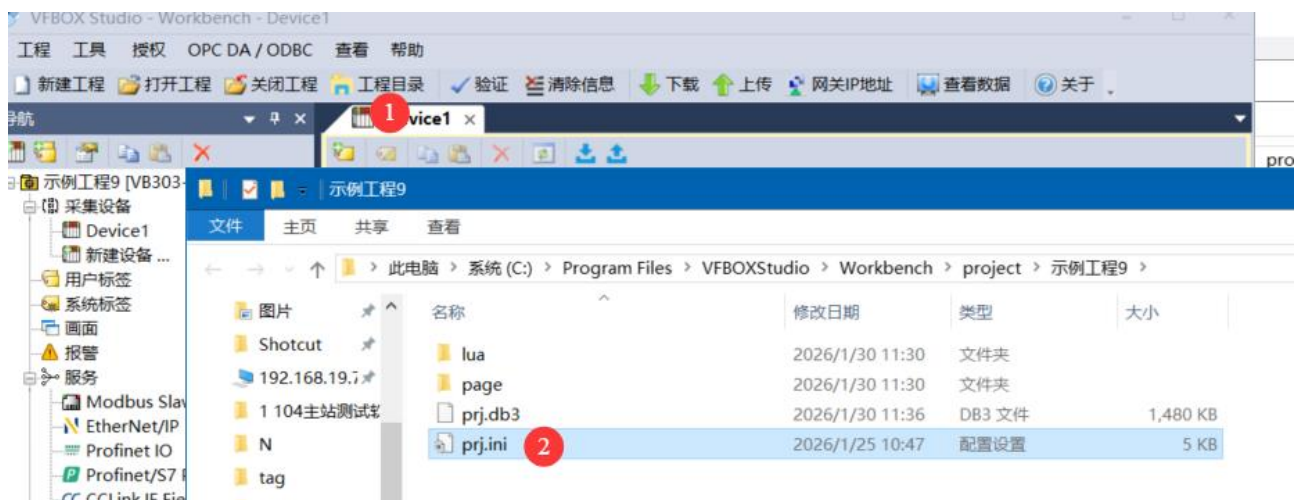 VFBOX Studio - Workbench - Device1
工程 工具 授权 OPC DA / ODBC 查看 帮助
新建工程 打开工程 关闭工程 工程目录 验证 清除信息 下载 上传 网关IP地址 查看数据 关于
1
vice1
示例工程9 [VB303-
采集设备
Device1
新建设备 ...
用户标签
系统标签
画面
报警
服务
Modbus Slav
EtherNet/IP
Profinet IO
Profinet/S7
示例工程9
文件 主页 共享 查看
此电脑 > 系统 (C:) > Program Files > VFBOXStudio > Workbench > project > 示例工程9 >
图片
Shotcut
192.168.19.
1 104主站测试软
N
tag
名称 修改日期 类型 大小
lua 2026/1/30 11:30 文件夹
page 2026/1/30 11:30 文件夹
prj.db3 2026/1/30 11:36 DB3 文件 1,480 KB
prj.ini 2 2026/1/25 10:47 配置设置 5 KB
pro